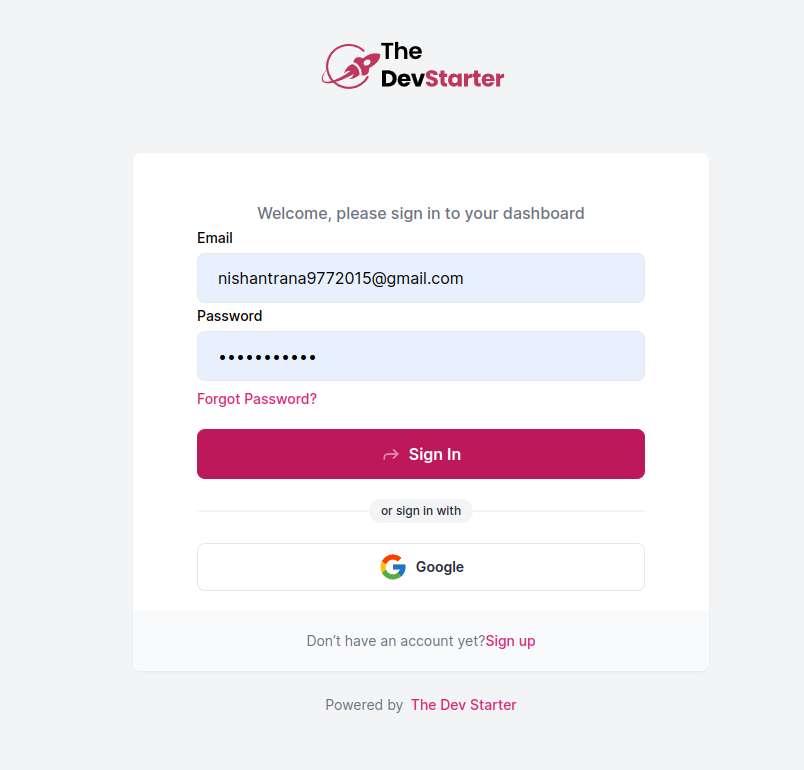 The
DevStarter
Welcome, please sign in to your dashboard
Email
nishantrana9772015@gmail.com
Password
•••••••••••
Forgot Password?
Sign In
or sign in with
Google
Don’t have an account yet?Sign up
Powered by The Dev Starter